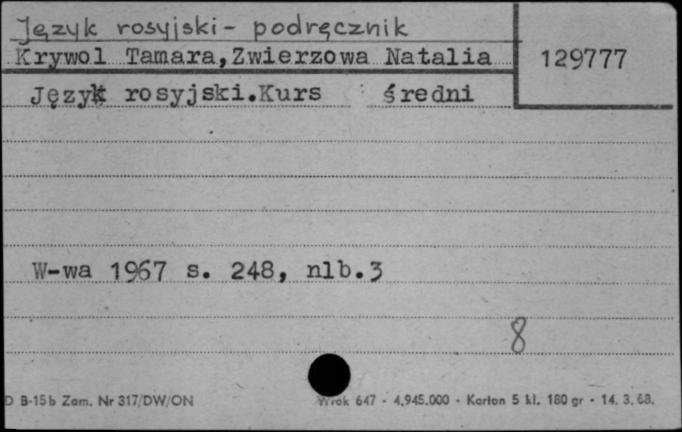 Język rosyjski - podręcznik
Krywol Tamara,Zwierzowa Natalia
129777
Język rosyjski.Kurs średni
W-wa 1967 s. 248, nlb.3
8
D B-15b Zam. Nr 317/DW/ON
647 - 4,945.000 - Karton 5 kl. 180 gr - 14. 3. 68.